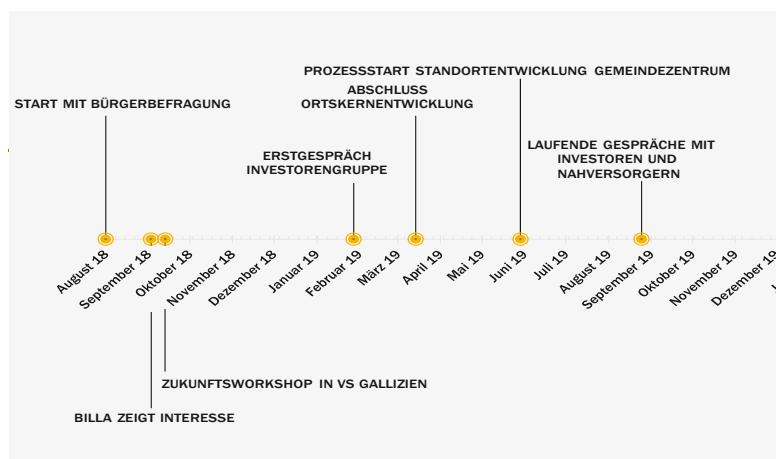 PROZESSSTART STANDORTENTWICKLUNG GEMEINDEZENTRUM
START MIT BÜRGERBEFRAGUNG
ABSCHLUSS
ORTSKERNENTWICKLUNG
ERSTGESPRÄCH
INVESTORENGRUPPE
LAUFENDE GESPRÄCHE MIT
INVESTOREN UND
NAHVERSORGERN
August 18
September 18
Oktober 18
November 18
Dezember 18
Januar 19
Februar 19
März 19
April 19
Mai 19
Juni 19
Juli 19
August 19
September 19
Oktober 19
November 19
Dezember 19
ZUKUNFTSWORKSHOP IN VS GALLIZIEN
BILLA ZEIGT INTERESSE